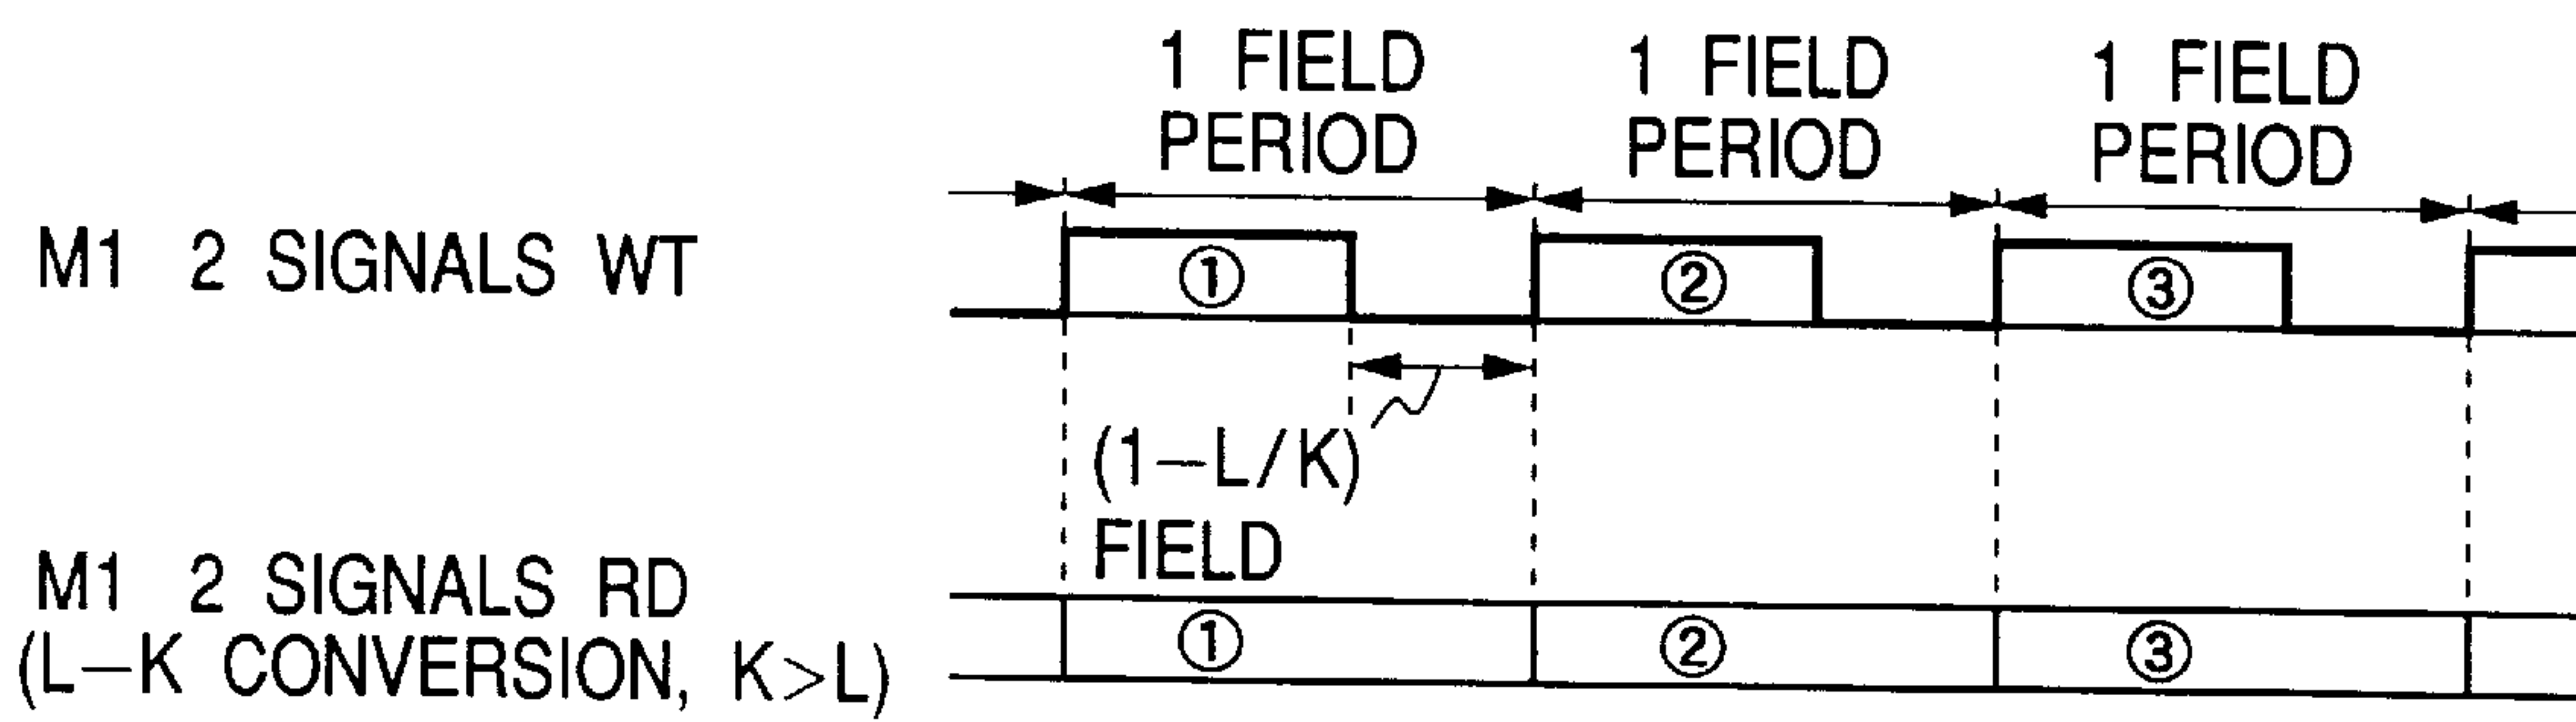 1 FIELD PERIOD
1 FIELD PERIOD
1 FIELD PERIOD
M1 2 SIGNALS WT
①
②
③
(1–L/K)
FIELD
M1 2 SIGNALS RD
(L–K CONVERSION, K>L)
①
②
③